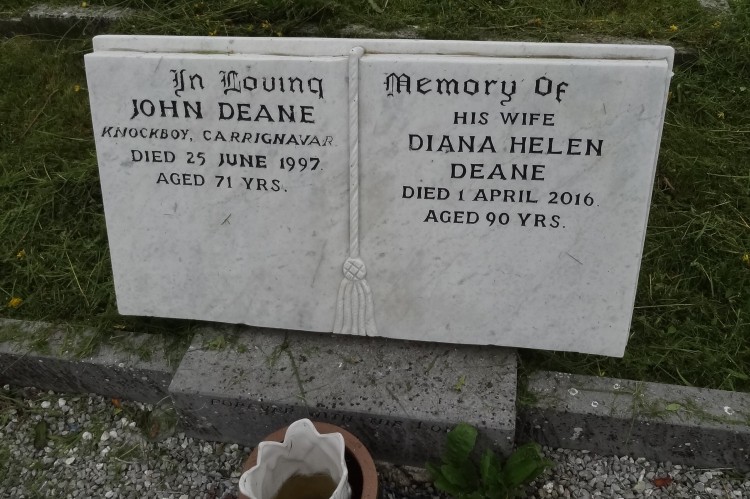 In Loving Memory Of
JOHN DEANE
KNOCKBOY, CARRIGNAVAR
DIED 25 JUNE 1997.
AGED 71 YRS.
HIS WIFE
DIANA HELEN
DEANE
DIED 1 APRIL 2016.
AGED 90 YRS.